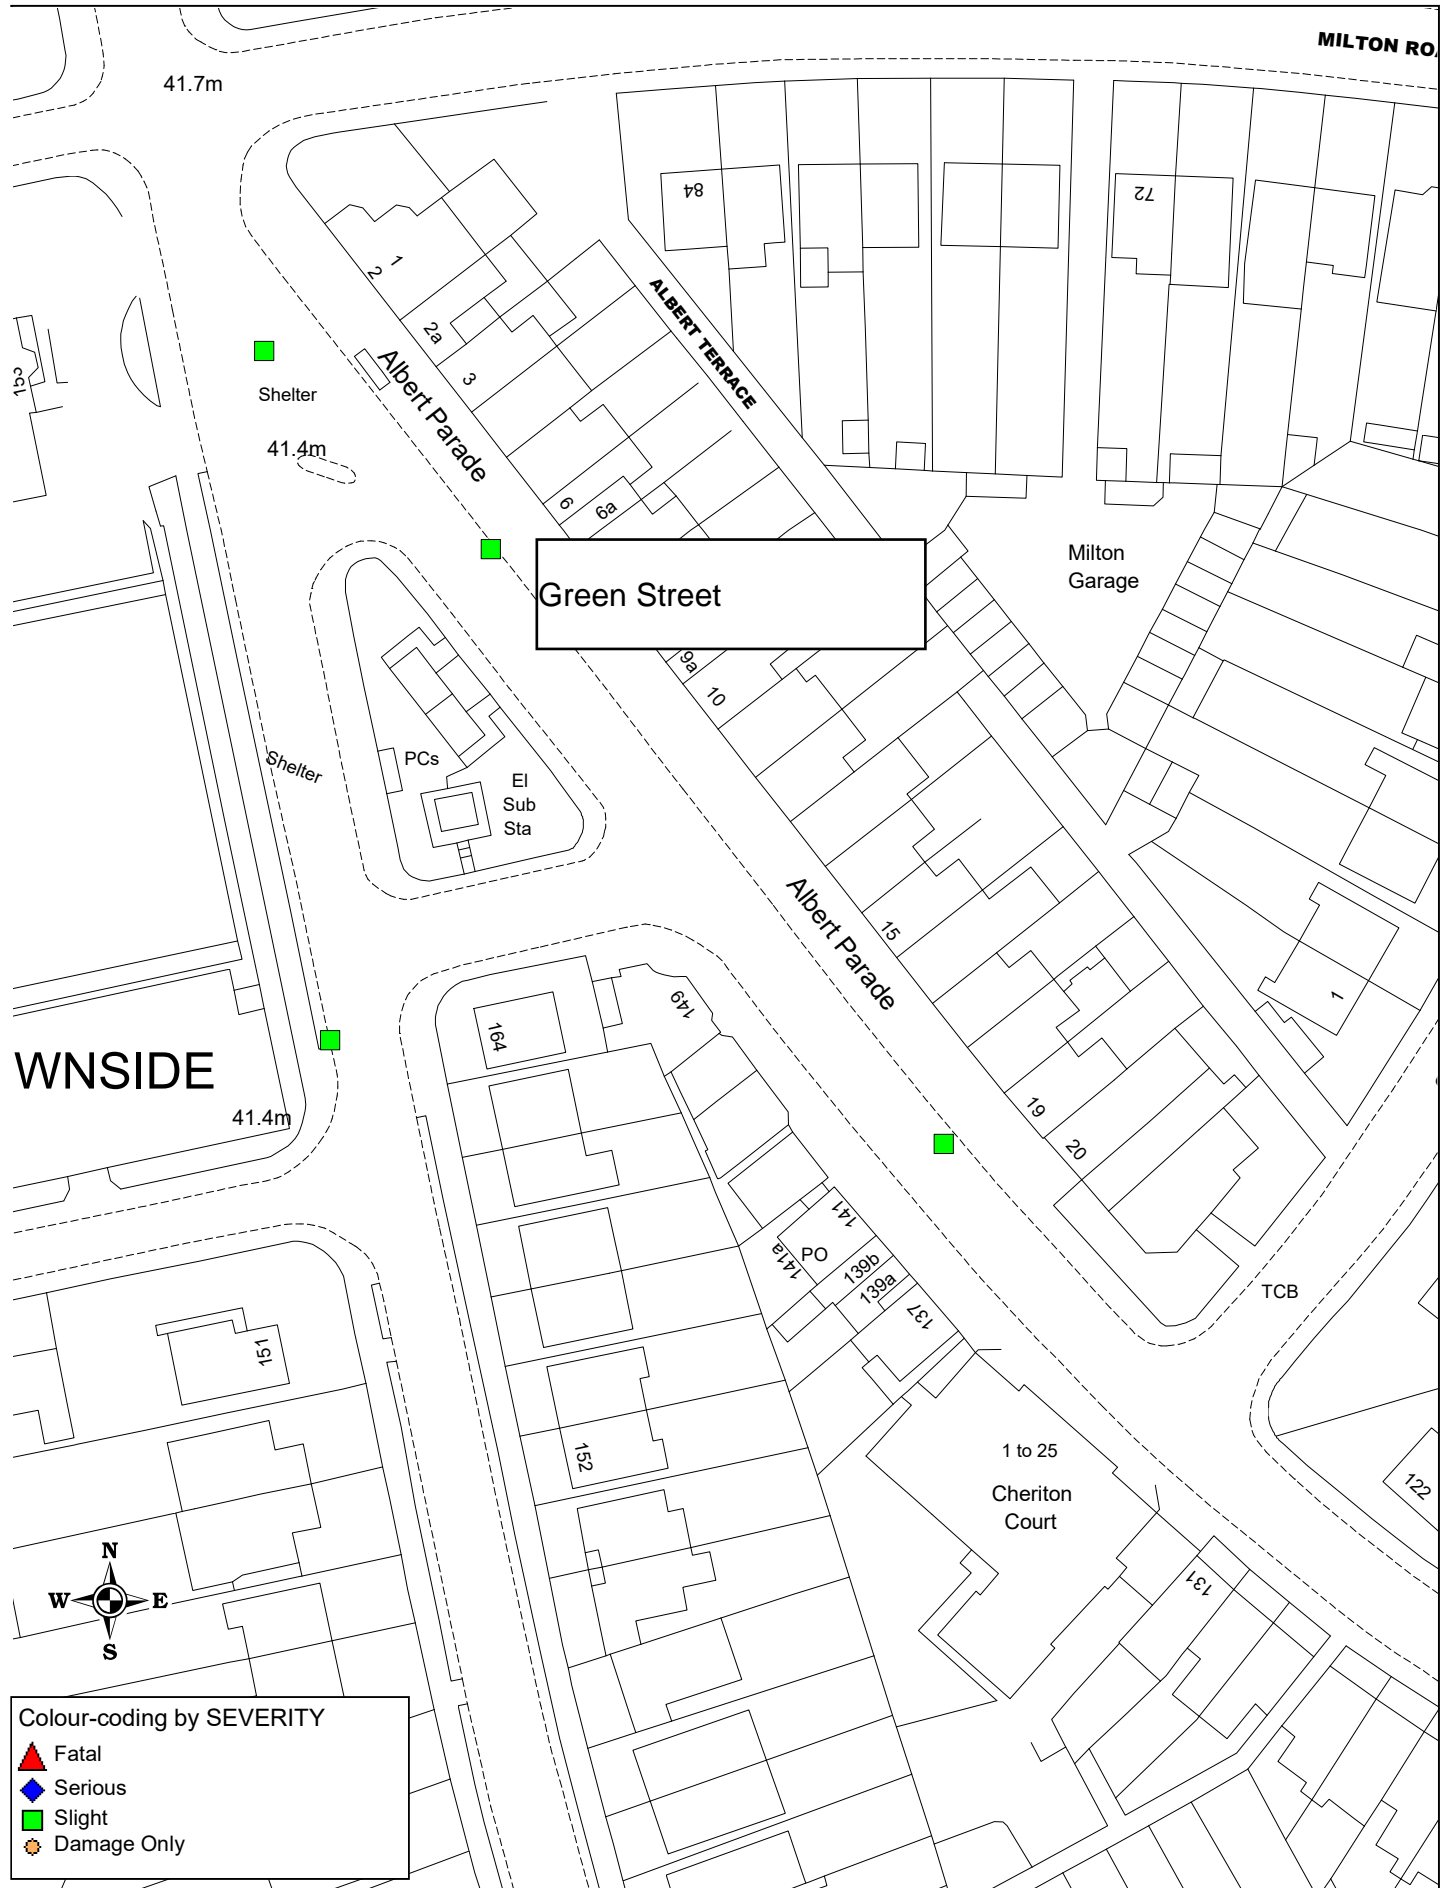 MILTON ROA
41.7m
84
72
1
2
ALBERT TERRACE
2a
Albert Parade
3
153
Shelter
41.4m
6
6a
Milton
Garage
Green Street
9a
10
Shelter
PCs
El
Sub
Sta
Albert Parade
15
149
1
164
WNSIDE
41.4m
19
20
141
PO
141a
139b
139a
137
TCB
151
152
1 to 25
Cheriton
Court
122
131
N
W
E
S
Colour-coding by SEVERITY
Fatal
Serious
Slight
Damage Only